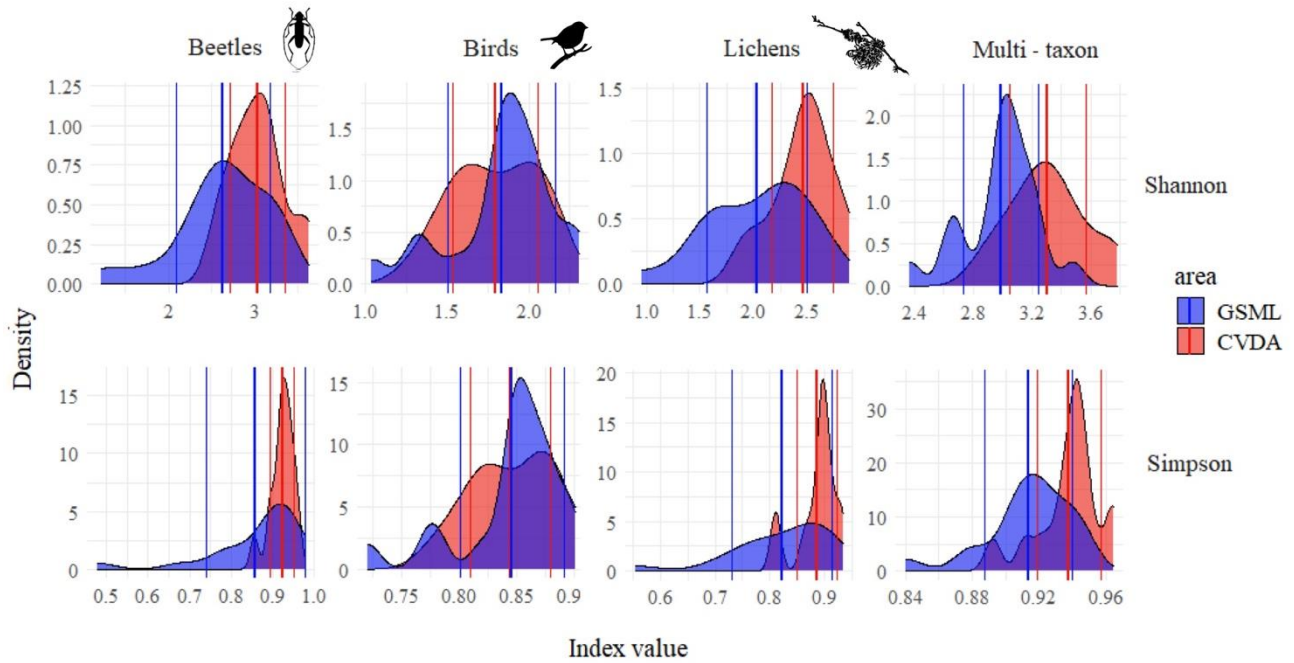 Beetles Birds Lichens Multi - taxon
1.25
1.00
0.75
0.50
0.25
0.00
2 3
1.5
1.0
0.5
0.0
1.0 1.5 2.0
1.5
1.0
0.5
0.0
1.0 1.5 2.0 2.5
2.0
1.5
1.0
0.5
0.0
2.4 2.8 3.2 3.6
Shannon
area
GSML
CVDA
Density
15
10
5
0
0.5 0.6 0.7 0.8 0.9 1.0
15
10
5
0
0.75 0.80 0.85 0.9
20
15
10
5
0
0.6 0.7 0.8 0.9
30
20
10
0
0.84 0.88 0.92 0.96
Simpson
Index value